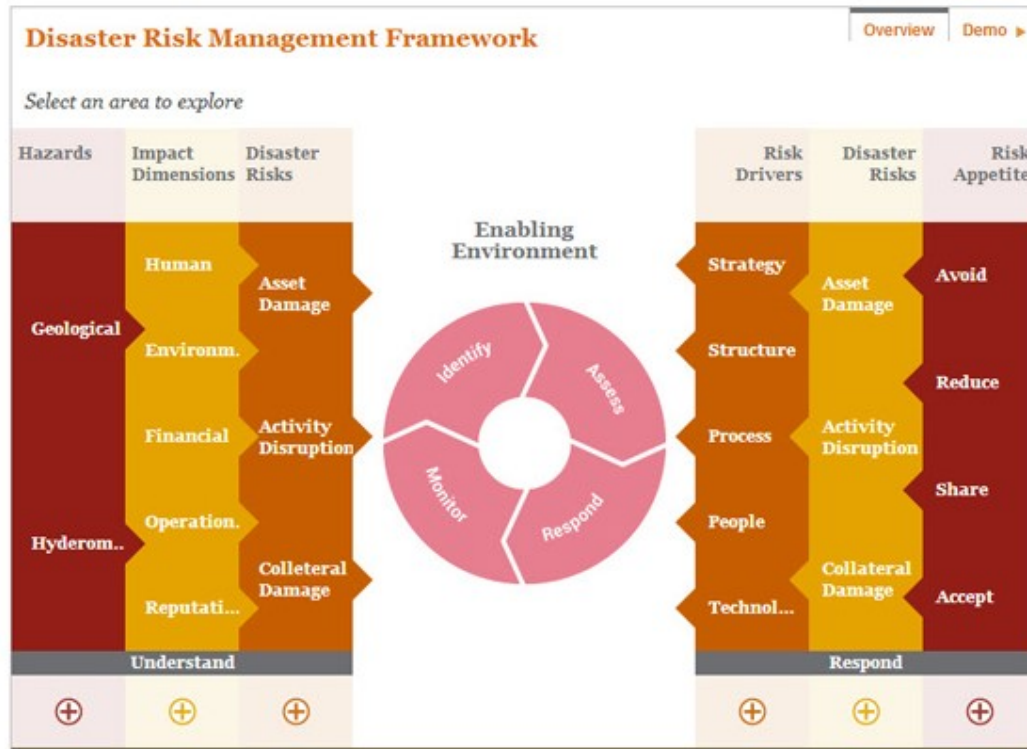 Disaster Risk Management Framework
Overview
Demo
Select an area to explore
Hazards
Impact
Dimensions
Disaster
Risks
Risk
Drivers
Disaster
Risks
Risk
Appetite
Geological
Hyderom..
Human
Environm.
Financial
Operation.
Reputati...
Asset
Damage
Activity
Disruption
Colleteral
Damage
Understand
Enabling
Environment
Identify
Assess
Respond
Monitor
Strategy
Structure
Process
People
Technol...
Asset
Damage
Activity
Disruption
Collateral
Damage
Avoid
Reduce
Share
Accept
Respond